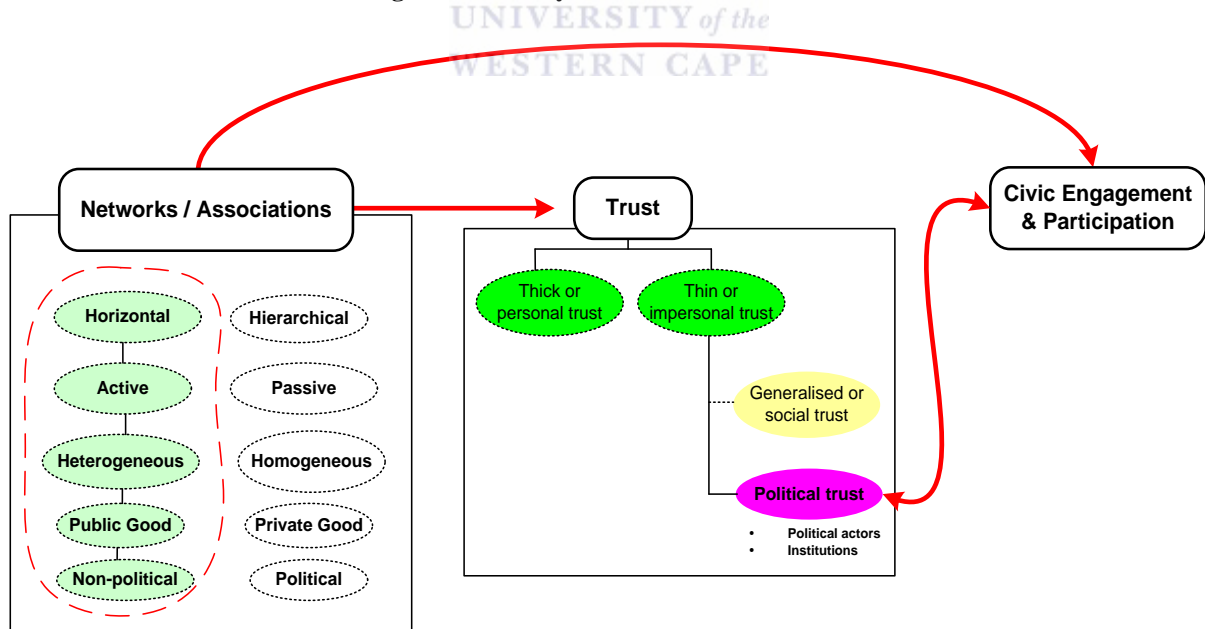 UNIVERSITY of the
WESTERN CAPE
Networks / Associations
Trust
Civic Engagement
& Participation
Horizontal
Hierarchical
Active
Passive
Heterogeneous
Homogeneous
Public Good
Private Good
Non-political
Political
Thick or
personal trust
Thin or
impersonal trust
Generalised or
social trust
Political trust
• Political actors
• Institutions